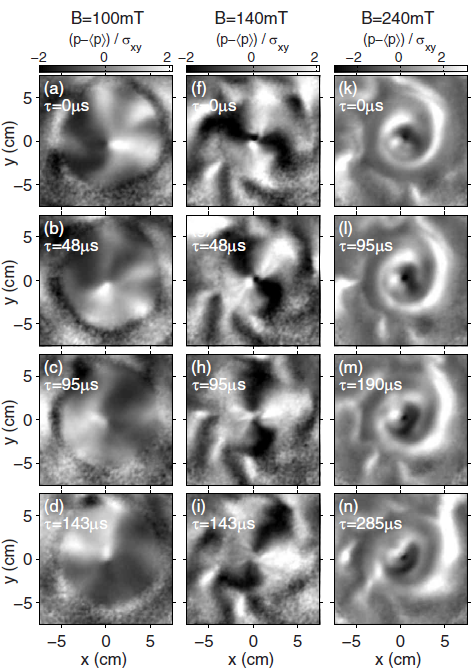 B=100mT B=140mT B=240mT
(p−⟨p⟩) / σxy (p−⟨p⟩) / σxy (p−⟨p⟩) / σxy
−2 0 2 −2 0 2 −2 0 3
(a) (f) (k)
τ=0μs τ=0μs τ=0μs
5
0
−5
y (cm)
(b) (l)
τ=48μs τ=48μs τ=95μs
5
0
−5
y (cm)
(c) (h) (m)
τ=95μs τ=95μs τ=190μs
5
0
−5
y (cm)
(d) (i) (n)
τ=143μs τ=143μs τ=285μs
5
0
−5
y (cm)
−5 0 5 −5 0 5 −5 0 5
x (cm) x (cm) x (cm)